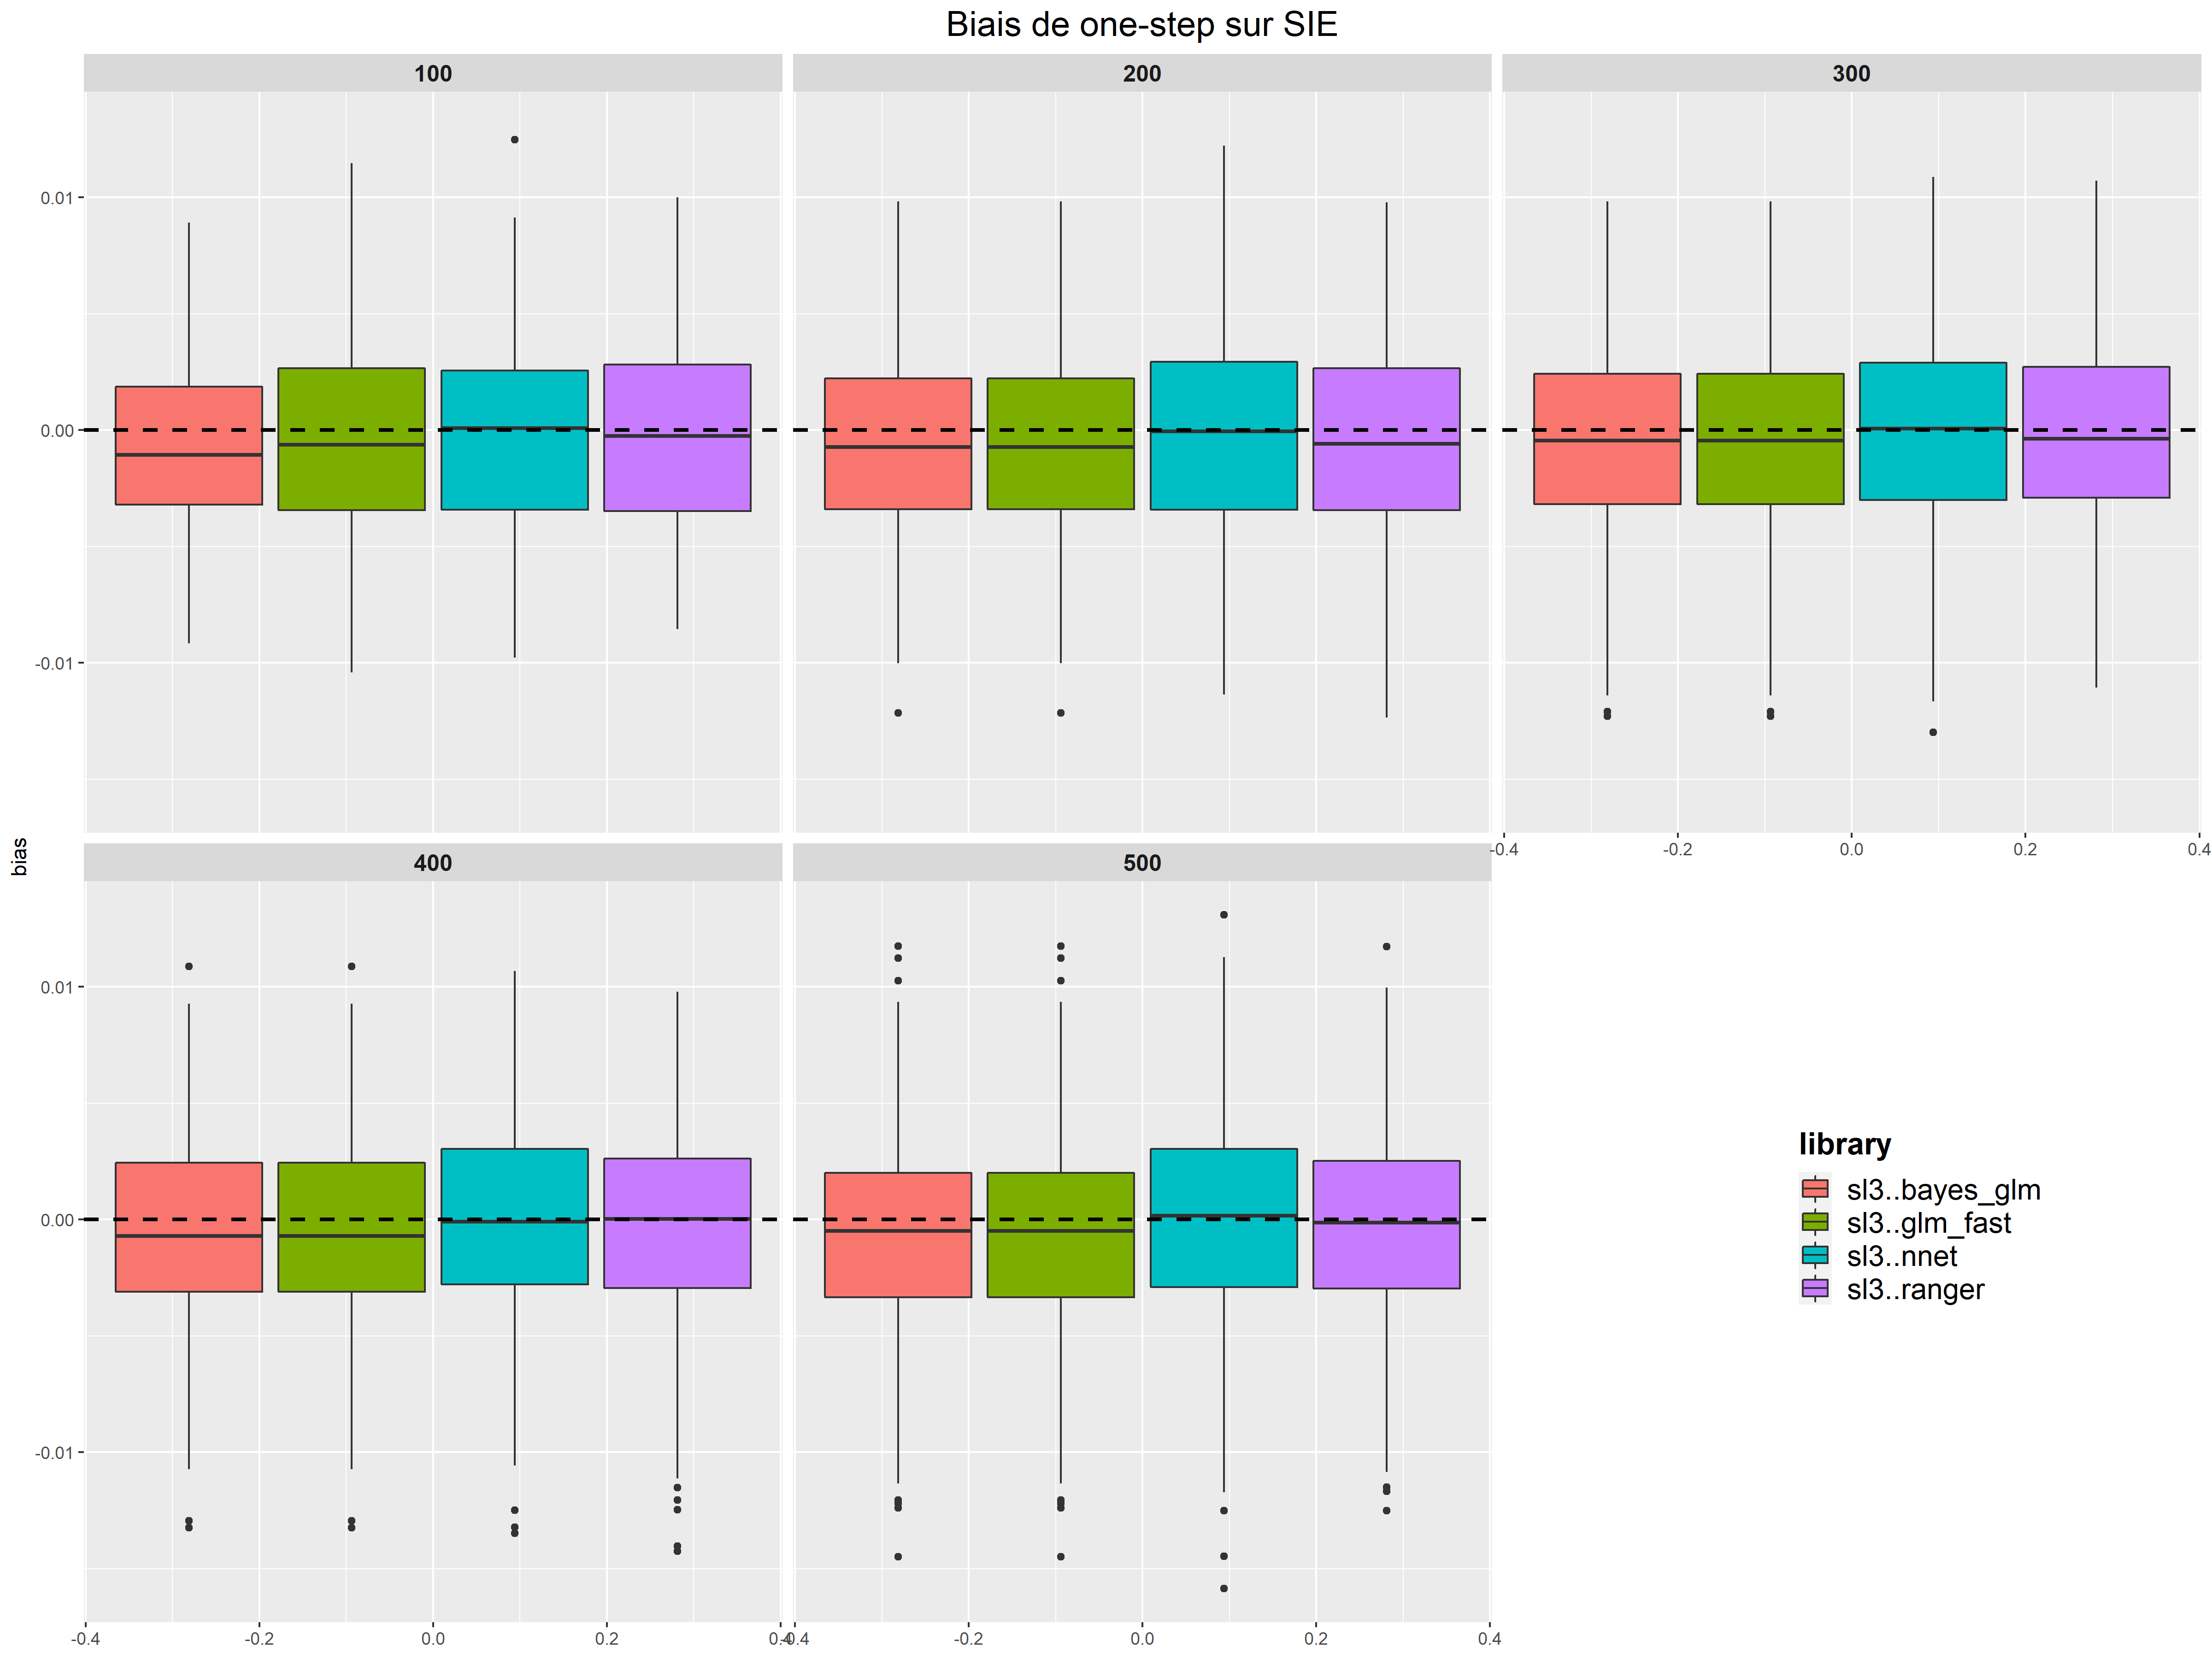 Biais de one-step sur SIE
100
200
300
0.01
0.00
-0.01
-0.4 -0.2 0.0 0.2 0.4
bias
400
500
0.01
0.00
-0.01
-0.4 -0.2 0.0 0.2 0.4
-0.4 -0.2 0.0 0.2 0.4
library
sl3..bayes_glm
sl3..glm_fast
sl3..nnet
sl3..ranger